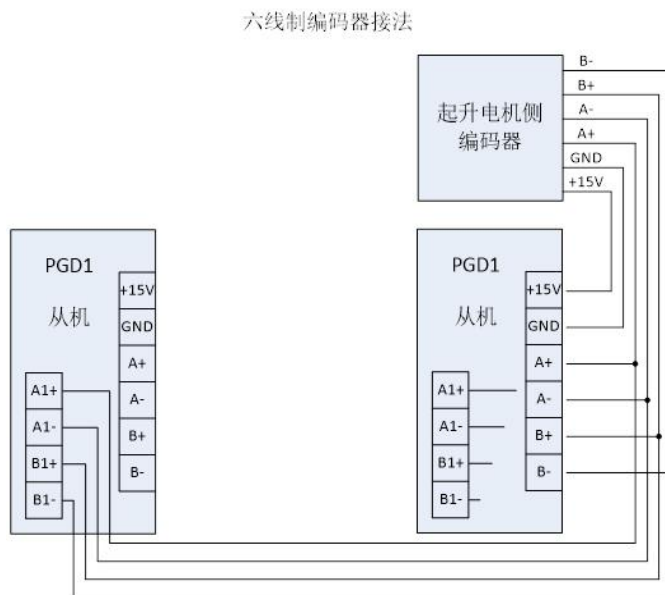 六线制编码器接法
起升电机侧
编码器
B-
B+
A-
A+
GND
+15V
PGD1
从机
+15V
GND
A+
A-
B+
B-
A1+
A1-
B1+
B1-
PGD1
从机
+15V
GND
A+
A-
B+
B-
A1+
A1-
B1+
B1-